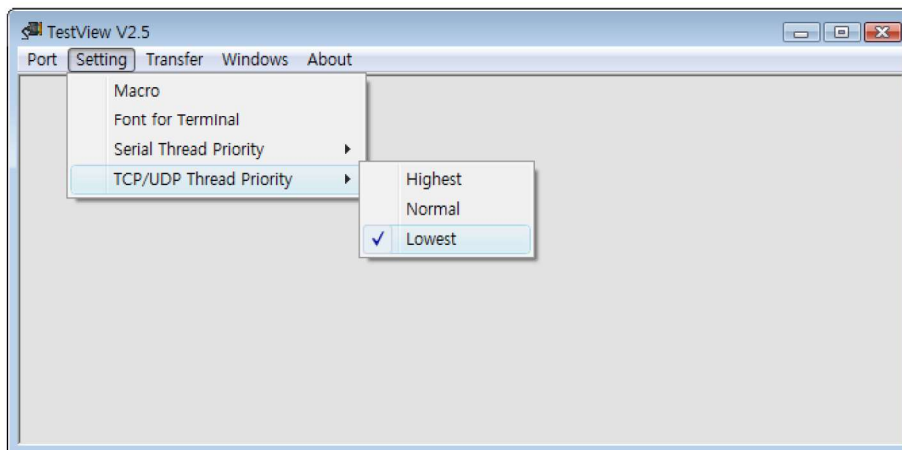 TestView V2.5
Port Setting Transfer Windows About
Macro
Font for Terminal
Serial Thread Priority
TCP/UDP Thread Priority
Highest
Normal
Lowest